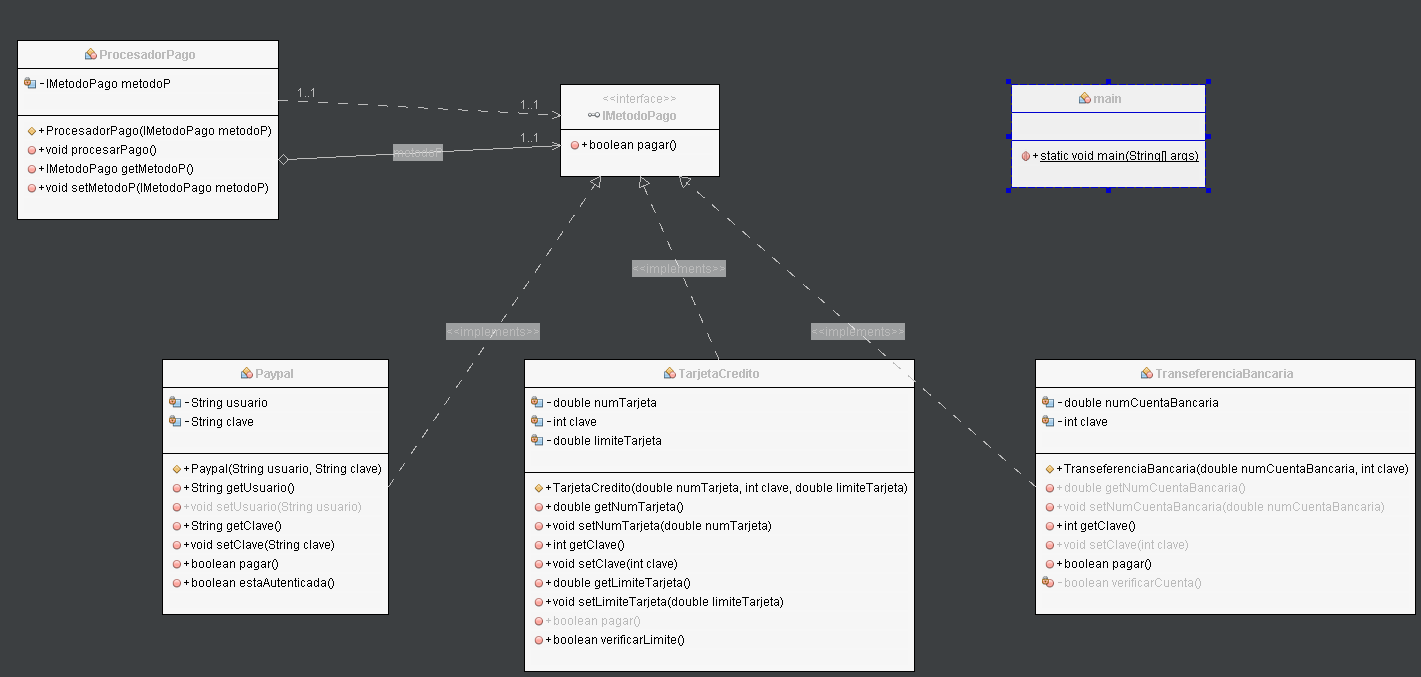 ProcesadorPago
-IMetodoPago metodoP
+ProcesadorPago(IMetodoPago metodoP)
+void procesarPago()
+IMetodoPago getMetodoP()
+void setMetodoP(IMetodoPago metodoP)
1..1
1..1
1..1
metodoP
<<interface>>
IMetodoPago
+boolean pagar()
main
+static void main(String[] args)
<<implements>>
<<implements>>
<<implements>>
Paypal
-String usuario
-String clave
+Paypal(String usuario, String clave)
+String getUsuario()
+void setUsuario(String usuario)
+String getClave()
+void setClave(String clave)
+boolean pagar()
+boolean estaAutenticada()
TarjetaCredito
-double numTarjeta
-int clave
-double limiteTarjeta
+TarjetaCredito(double numTarjeta, int clave, double limiteTarjeta)
+double getNumTarjeta()
+void setNumTarjeta(double numTarjeta)
+int getClave()
+void setClave(int clave)
+double getLimiteTarjeta()
+void setLimiteTarjeta(double limiteTarjeta)
+boolean pagar()
+boolean verificarLimite()
TranseferenciaBancaria
-double numCuentaBancaria
-int clave
+TranseferenciaBancaria(double numCuentaBancaria, int clave)
+double getNumCuentaBancaria()
+void setNumCuentaBancaria(double numCuentaBancaria)
+int getClave()
+void setClave(int clave)
+boolean pagar()
-boolean verificarCuenta()